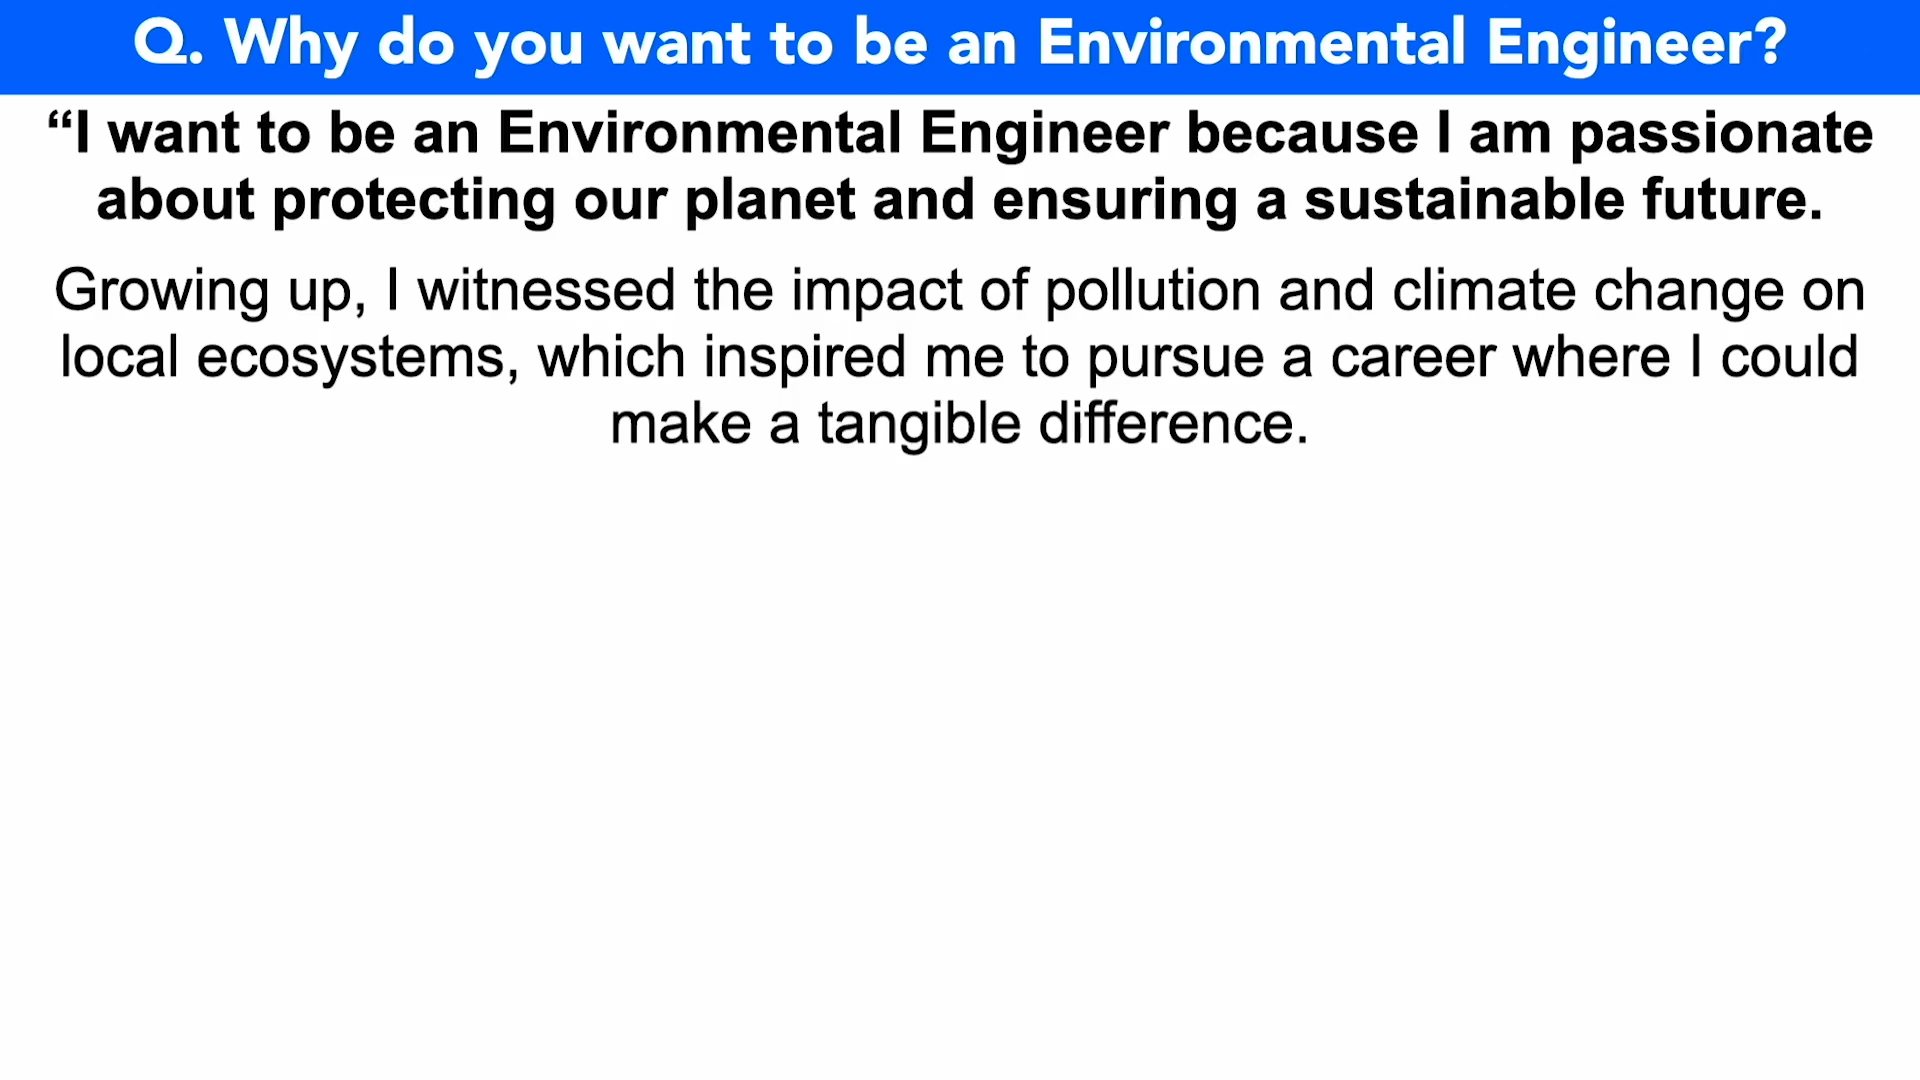 Q. Why do you want to be an Environmental Engineer?
“I want to be an Environmental Engineer because I am passionate
about protecting our planet and ensuring a sustainable future.
Growing up, I witnessed the impact of pollution and climate change on
local ecosystems, which inspired me to pursue a career where I could
make a tangible difference.